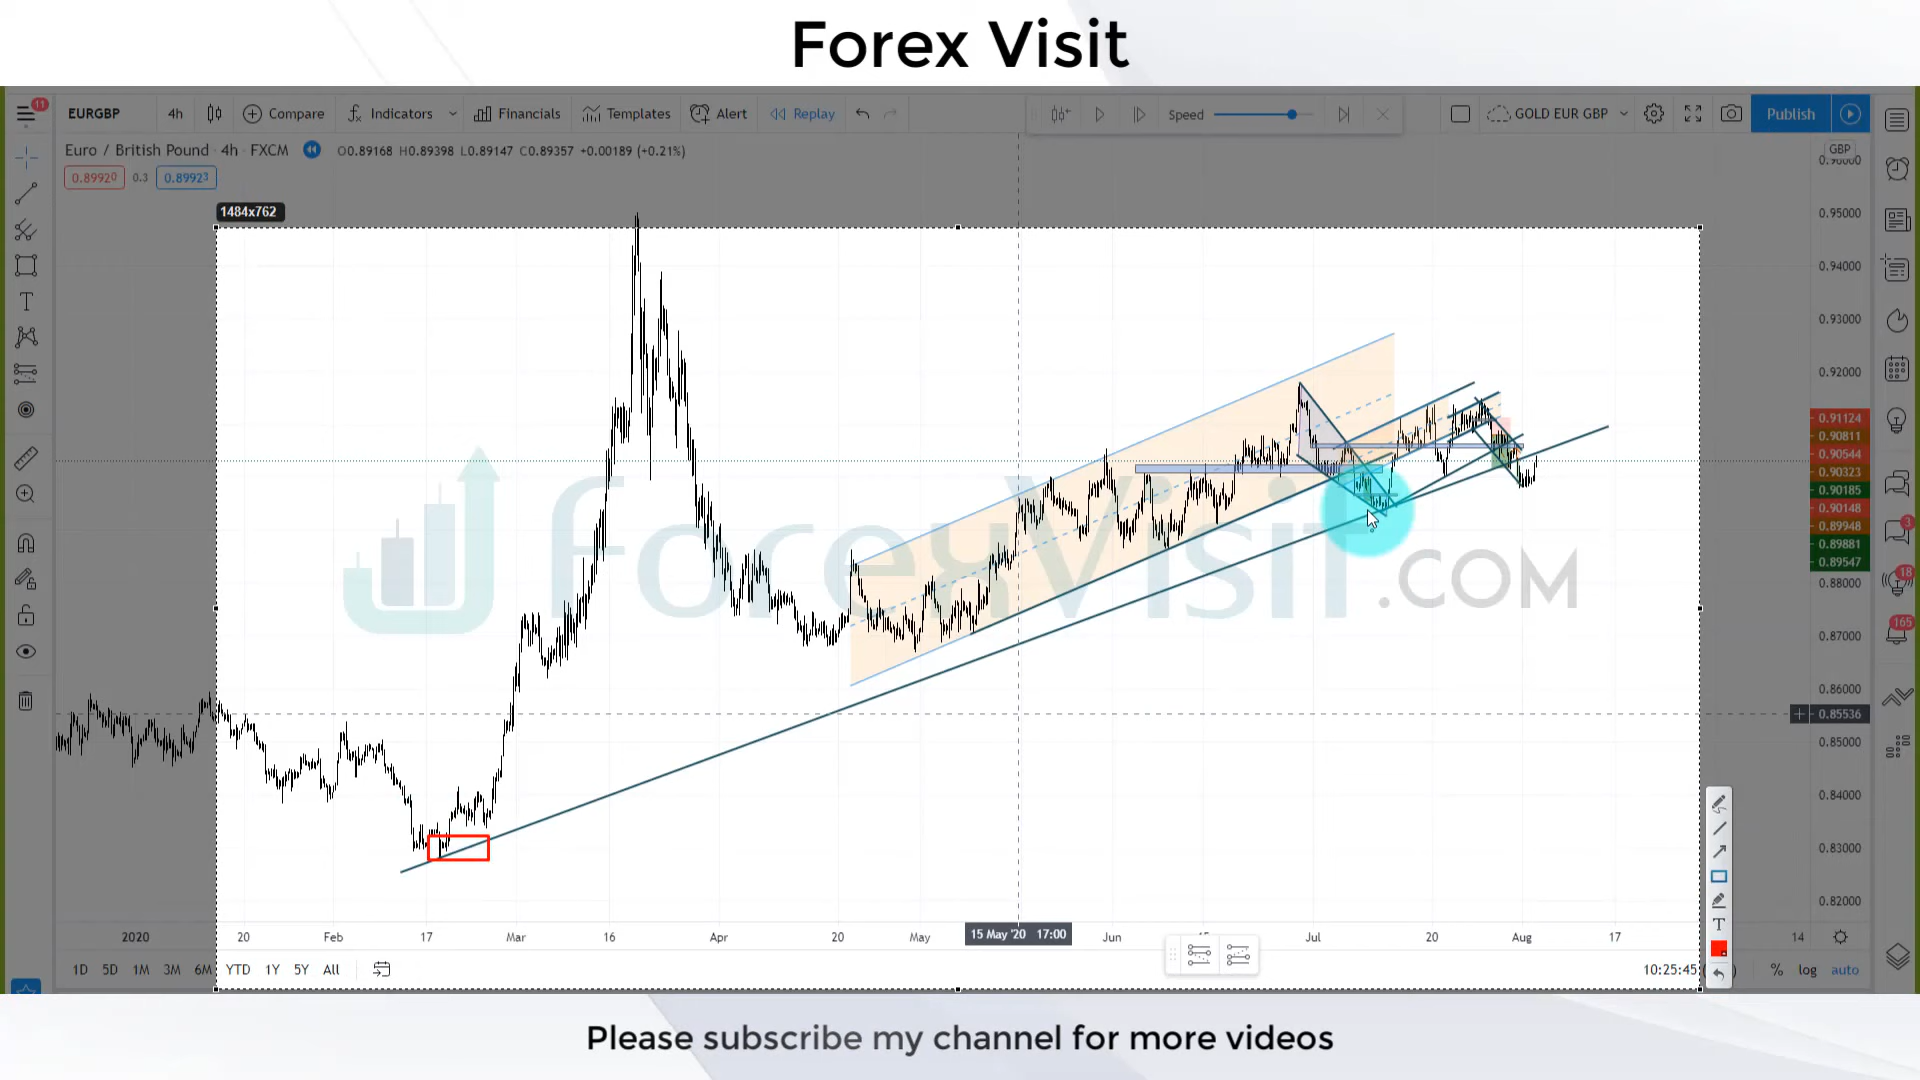 Forex Visit
11
EURGBP 4h Compare Indicators Financials Templates Alert Replay Speed GOLD EUR GBP Publish
Euro / British Pound · 4h · FXCM O0.89168 H0.89398 L0.89147 C0.89357 +0.00189 (+0.21%)
GBP
0.89920 0.3 0.89923
1484x762
0.95000
0.94000
0.93000
0.92000
0.91124
0.90811
0.90544
0.90323
0.90185
0.90148
0.89948
0.89881
0.89547
3
18
0.88000
165
0.87000
0.86000
0.85536
0.85000
0.84000
0.83000
0.82000
ForexVisit.COM
T
T
2020 20 Feb 17 Mar 16 Apr 20 May 15 May '20 17:00 Jun Jul 20 Aug 17 14
1D 5D 1M 3M 6M YTD 1Y 5Y All 10:25:45 % log auto
Please subscribe my channel for more videos